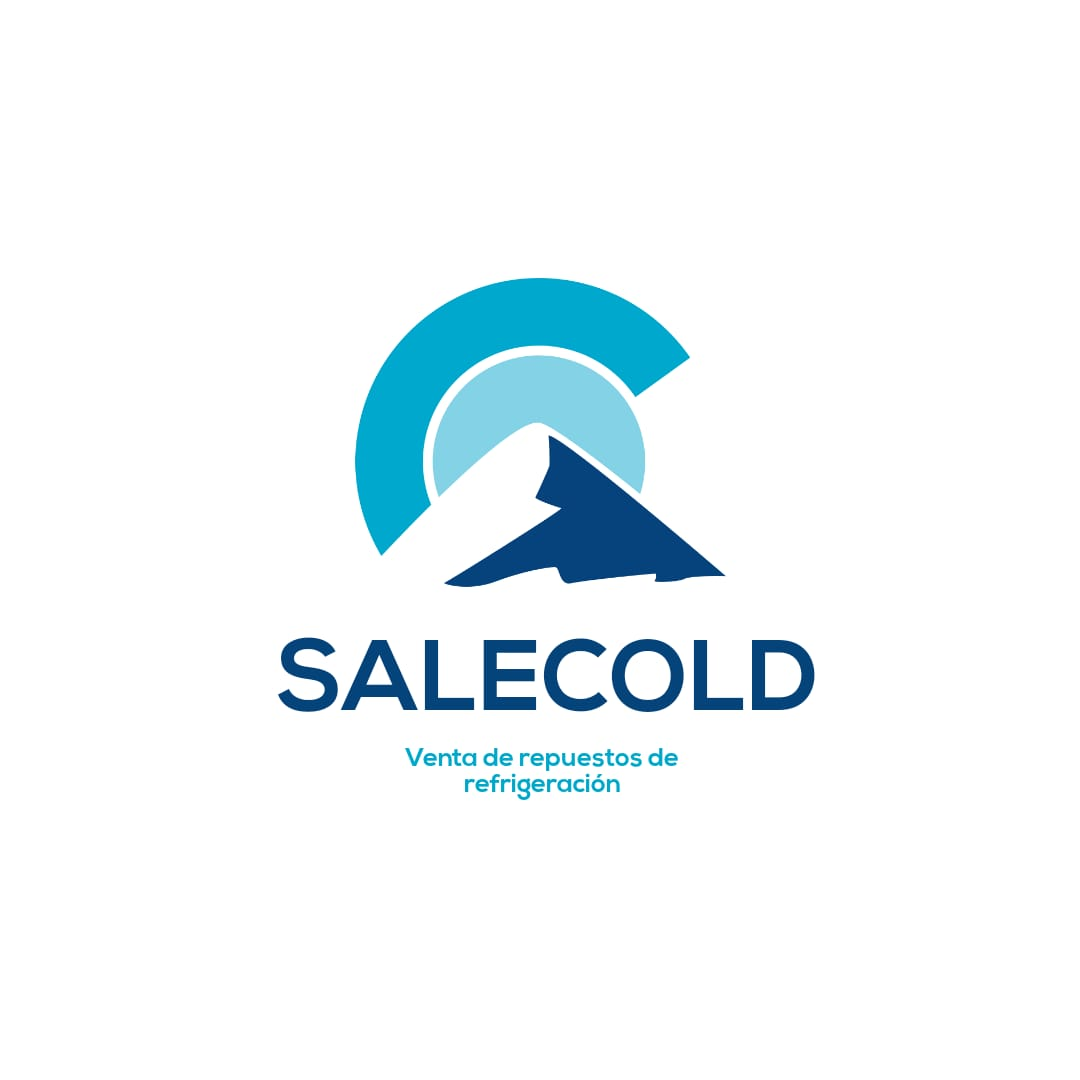 SALECOLD
Venta de repuestos de
refrigeración